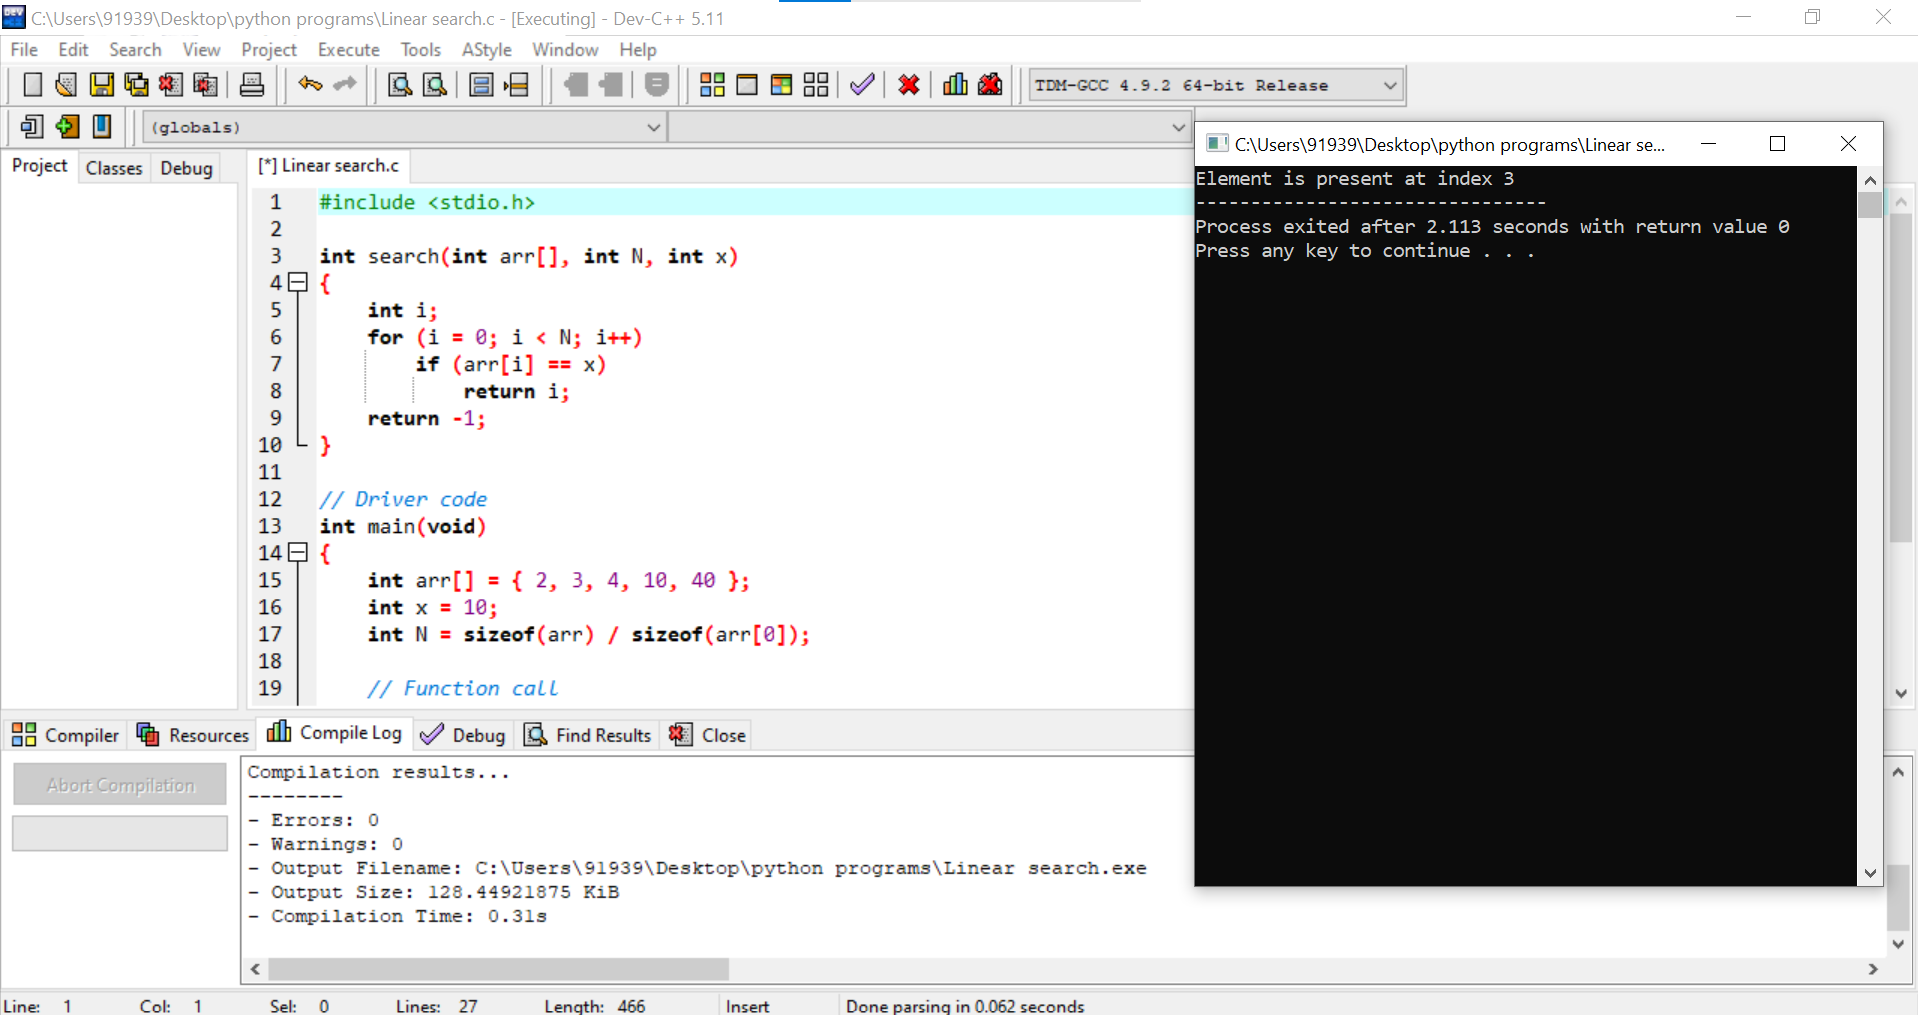 C:\Users\91939\Desktop\python programs\Linear search.c - [Executing] - Dev-C++ 5.11
File Edit Search View Project Execute Tools AStyle Window Help
TDM-GCC 4.9.2 64-bit Release
(globals)
Project Classes Debug
[*] Linear search.c
1 #include <stdio.h>
2
3 int search(int arr[], int N, int x)
4 {
5 int i;
6 for (i = 0; i < N; i++)
7 if (arr[i] == x)
8 return i;
9 return -1;
10 }
11
12 // Driver code
13 int main(void)
14 {
15 int arr[] = { 2, 3, 4, 10, 40 };
16 int x = 10;
17 int N = sizeof(arr) / sizeof(arr[0]);
18
19 // Function call
C:\Users\91939\Desktop\python programs\Linear se...
Element is present at index 3
--------------------------------
Process exited after 2.113 seconds with return value 0
Press any key to continue . . .
Compiler Resources Compile Log Debug Find Results Close
Abort Compilation
Compilation results...
--------
- Errors: 0
- Warnings: 0
- Output Filename: C:\Users\91939\Desktop\python programs\Linear search.exe
- Output Size: 128.44921875 KiB
- Compilation Time: 0.31s
Line: 1 Col: 1 Sel: 0 Lines: 27 Length: 466 Insert Done parsing in 0.062 seconds